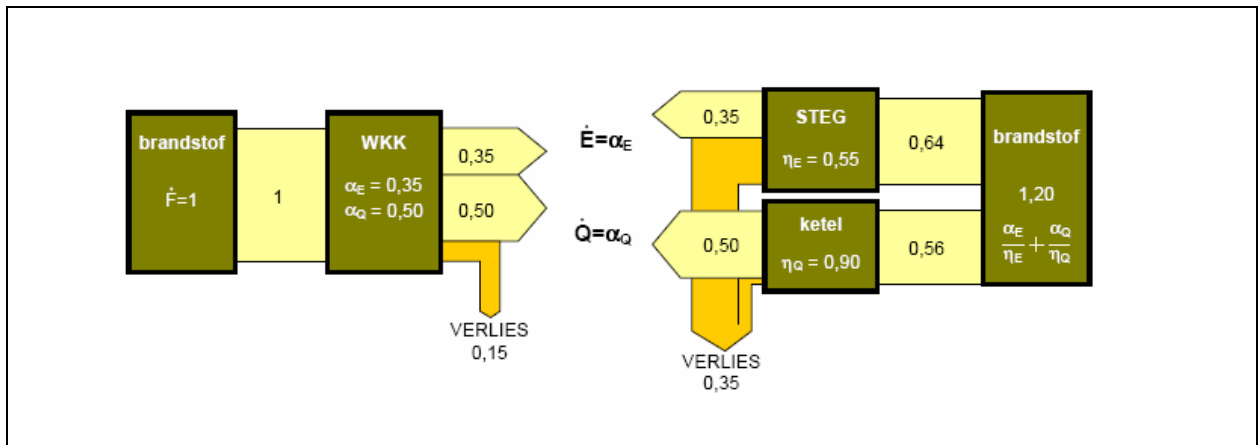 brandstof
Ḟ=1
1
WKK
αE = 0,35
αQ = 0,50
0,35
0,50
VERLIES
0,15
Ė=αE
Q̇=αQ
0,35
0,50
VERLIES
0,35
STEG
ηE = 0,55
ketel
ηQ = 0,90
0,64
0,56
brandstof
1,20
αE/ηE + αQ/ηQ